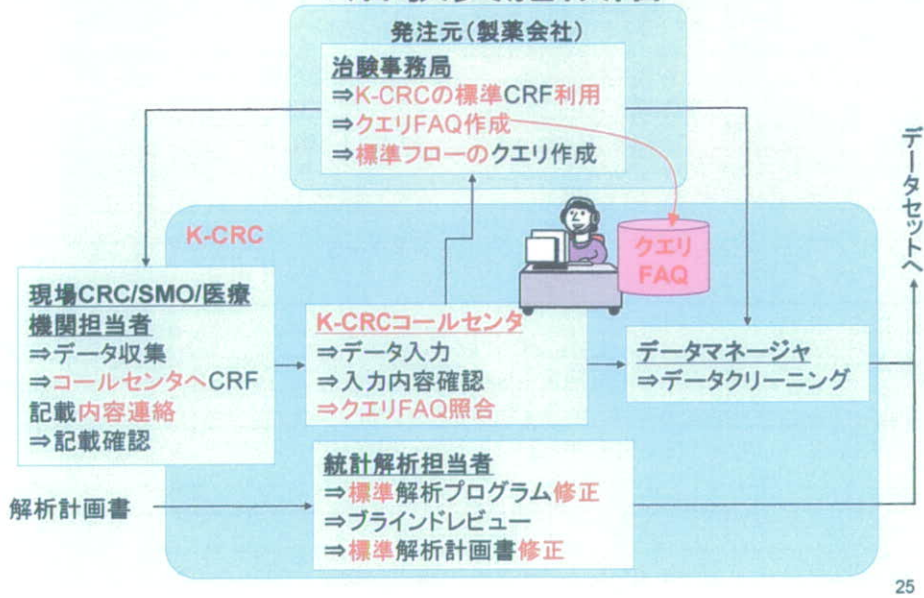 発注元(製薬会社)
治験事務局
⇒K-CRCの標準CRF利用
⇒クエリFAQ作成
⇒標準フローのクエリ作成
データセットへ
K-CRC
クエリ
FAQ
現場CRC/SMO/医療
機関担当者
⇒データ収集
⇒コールセンタへCRF
記載内容連絡
⇒記載確認
K-CRCコールセンタ
⇒データ入力
⇒入力内容確認
⇒クエリFAQ照合
データマネージャ
⇒データクリーニング
統計解析担当者
⇒標準解析プログラム修正
⇒ブラインドレビュー
⇒標準解析計画書修正
解析計画書
25